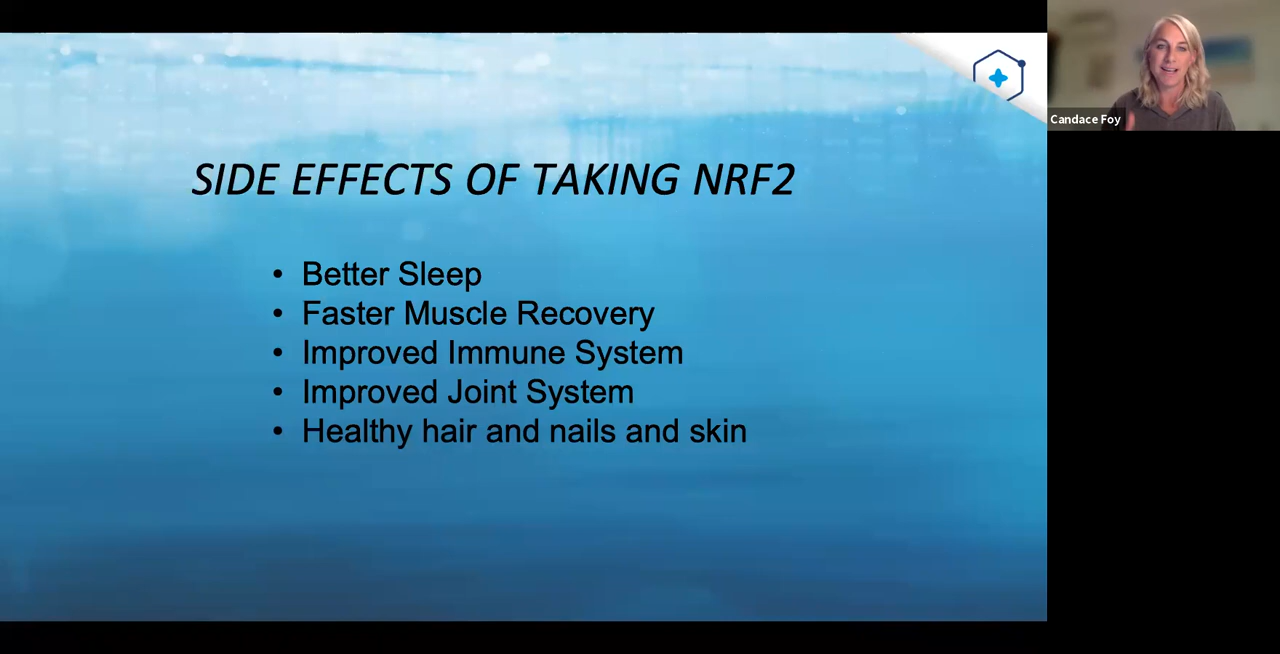 SIDE EFFECTS OF TAKING NRF2
• Better Sleep
• Faster Muscle Recovery
• Improved Immune System
• Improved Joint System
• Healthy hair and nails and skin
Candace Foy